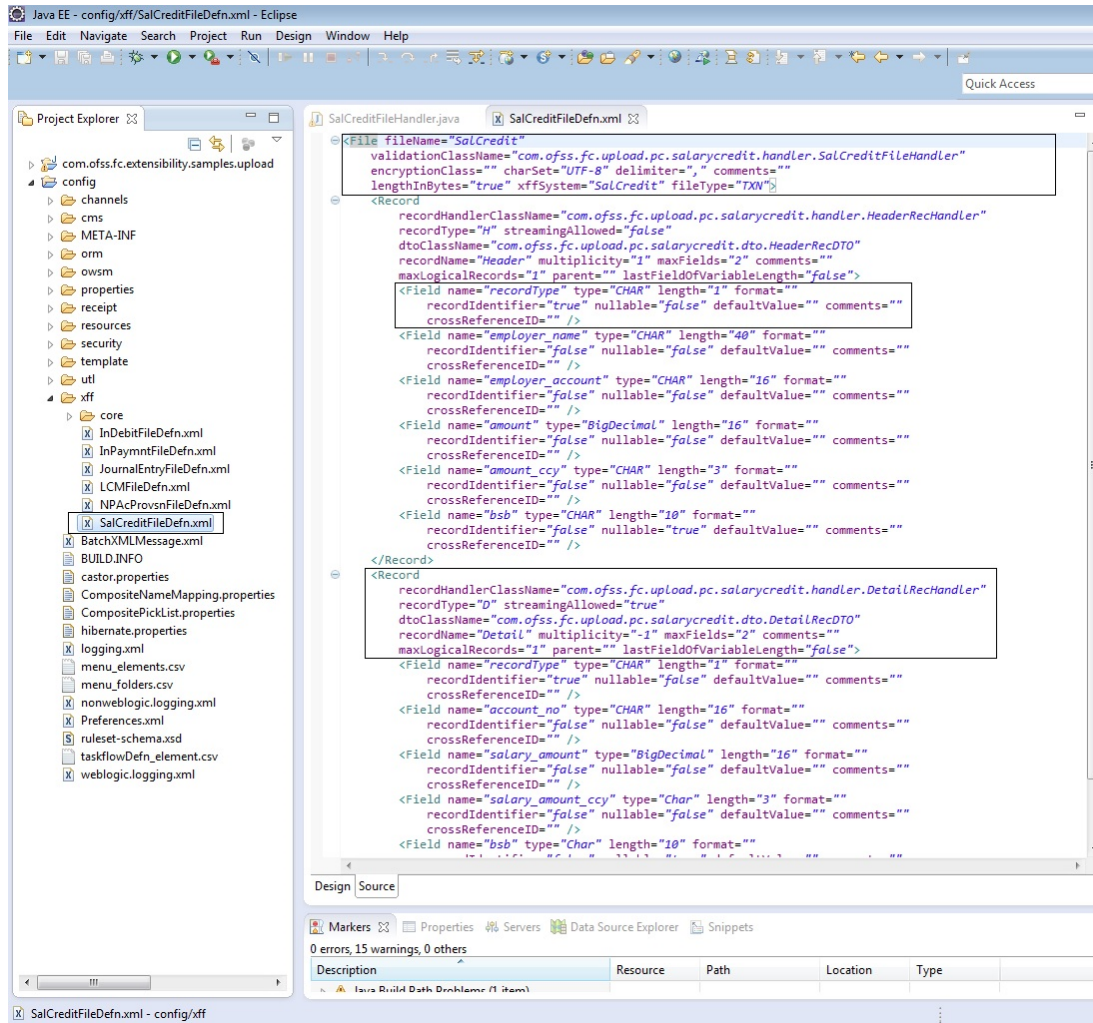 Java EE - config/xff/SalCreditFileDefn.xml - Eclipse
File Edit Navigate Search Project Run Design Window Help
Quick Access
Project Explorer
com.ofss.fc.extensibility.samples.upload
config
channels
cms
META-INF
orm
owsm
properties
receipt
resources
security
template
utl
xff
core
InDebitFileDefn.xml
InPaymntFileDefn.xml
JournalEntryFileDefn.xml
LCMFileDefn.xml
NPAcProvsnFileDefn.xml
SalCreditFileDefn.xml
BatchXMLMessage.xml
BUILD.INFO
castor.properties
CompositeNameMapping.properties
CompositePickList.properties
hibernate.properties
logging.xml
menu_elements.csv
menu_folders.csv
nonweblogic.logging.xml
Preferences.xml
ruleset-schema.xsd
taskflowDefn_element.csv
weblogic.logging.xml
SalCreditFileHandler.java SalCreditFileDefn.xml
<File fileName="SalCredit"
validationClassName="com.ofss.fc.upload.pc.salarycredit.handler.SalCreditFileHandler"
encryptionClass="" charSet="UTF-8" delimiter="," comments=""
lengthInBytes="true" xffSystem="SalCredit" fileType="TXN">
<Record
recordHandlerClassName="com.ofss.fc.upload.pc.salarycredit.handler.HeaderRecHandler"
recordType="H" streamingAllowed="false"
dtoClassName="com.ofss.fc.upload.pc.salarycredit.dto.HeaderRecDTO"
recordName="Header" multiplicity="1" maxFields="2" comments=""
maxLogicalRecords="1" parent="" lastFieldOfVariableLength="false">
<Field name="recordType" type="CHAR" length="1" format=""
recordIdentifier="true" nullable="false" defaultValue="" comments=""
crossReferenceID="" />
<Field name="employer_name" type="CHAR" length="40" format=""
recordIdentifier="false" nullable="false" defaultValue="" comments=""
crossReferenceID="" />
<Field name="employer_account" type="CHAR" length="16" format=""
recordIdentifier="false" nullable="false" defaultValue="" comments=""
crossReferenceID="" />
<Field name="amount" type="BigDecimal" length="16" format=""
recordIdentifier="false" nullable="false" defaultValue="" comments=""
crossReferenceID="" />
<Field name="amount_ccy" type="CHAR" length="3" format=""
recordIdentifier="false" nullable="false" defaultValue="" comments=""
crossReferenceID="" />
<Field name="bsb" type="CHAR" length="10" format=""
recordIdentifier="false" nullable="true" defaultValue="" comments=""
crossReferenceID="" />
</Record>
<Record
recordHandlerClassName="com.ofss.fc.upload.pc.salarycredit.handler.DetailRecHandler"
recordType="D" streamingAllowed="true"
dtoClassName="com.ofss.fc.upload.pc.salarycredit.dto.DetailRecDTO"
recordName="Detail" multiplicity="-1" maxFields="2" comments=""
maxLogicalRecords="1" parent="" lastFieldOfVariableLength="false">
<Field name="recordType" type="CHAR" length="1" format=""
recordIdentifier="true" nullable="false" defaultValue="" comments=""
crossReferenceID="" />
<Field name="account_no" type="CHAR" length="16" format=""
recordIdentifier="false" nullable="false" defaultValue="" comments=""
crossReferenceID="" />
<Field name="salary_amount" type="BigDecimal" length="16" format=""
recordIdentifier="false" nullable="false" defaultValue="" comments=""
crossReferenceID="" />
<Field name="salary_amount_ccy" type="Char" length="3" format=""
recordIdentifier="false" nullable="false" defaultValue="" comments=""
crossReferenceID="" />
<Field name="bsb" type="Char" length="10" format=""
Design Source
Markers Properties Servers Data Source Explorer Snippets
0 errors, 15 warnings, 0 others
Description Resource Path Location Type
Java Build Path Problems (1 item)
SalCreditFileDefn.xml - config/xff